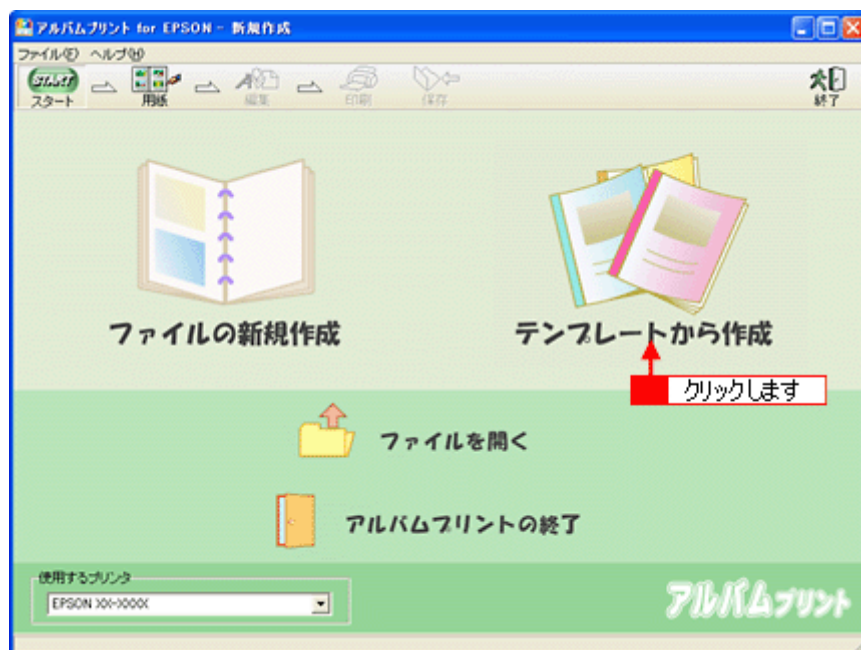 アルバムプリント for EPSON - 新規作成
ファイル(F) ヘルプ(H)
START
スタート 用紙 編集 印刷 保存 終了
ファイルの新規作成 テンプレートから作成
クリックします
ファイルを開く
アルバムプリントの終了
使用するプリンタ
EPSON XX-XXXX
アルバムプリント